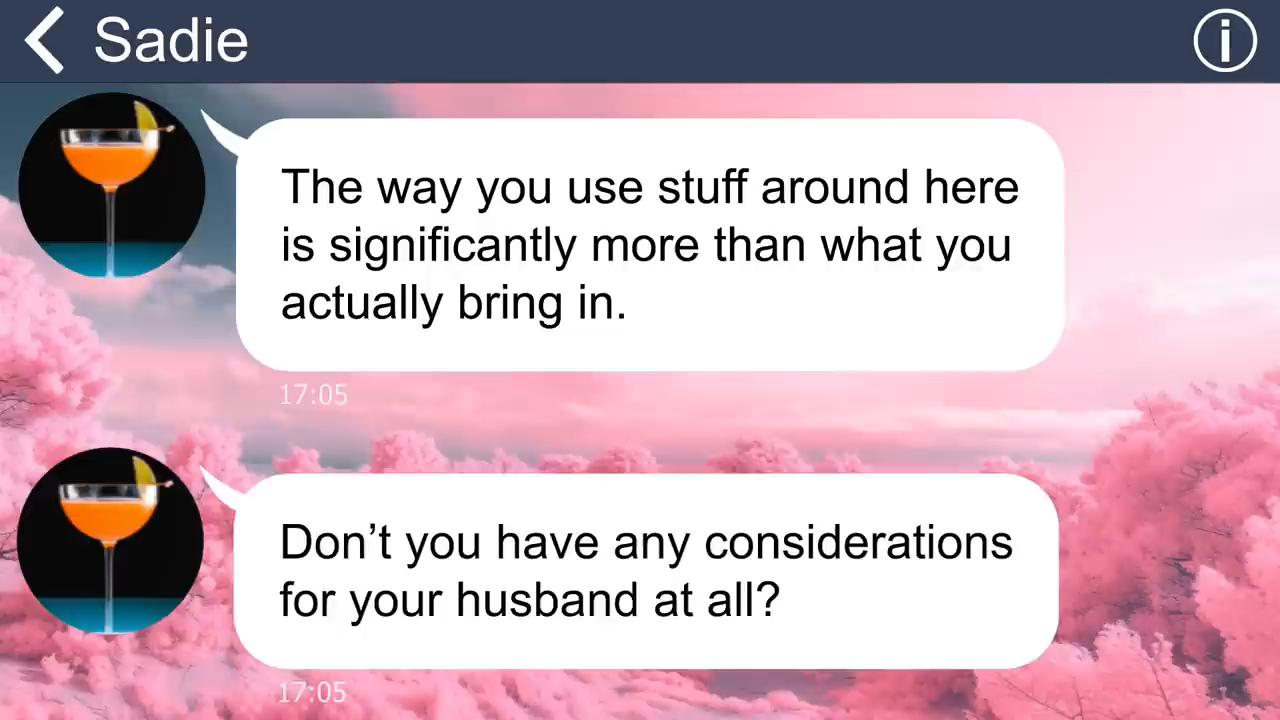 Sadie
The way you use stuff around here
is significantly more than what you
actually bring in.
17:05
Don’t you have any considerations
for your husband at all?
17:05